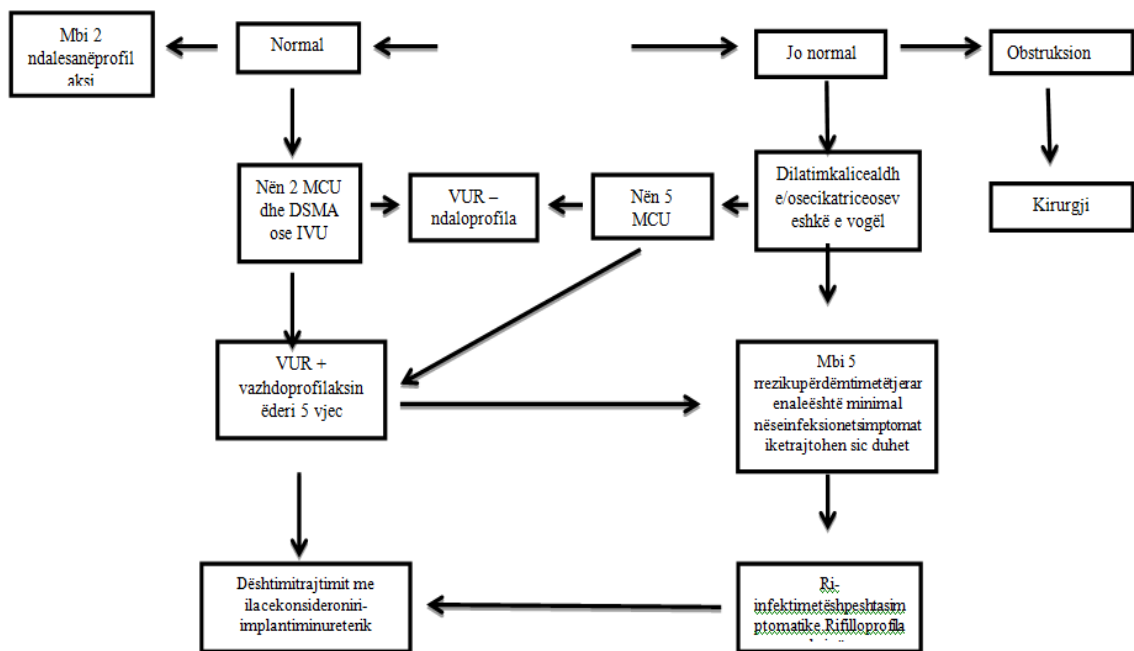 Mbi 2
ndalesanëprofil
aksi
Normal
Jo normal
Obstruksion
Nën 2 MCU
dhe DSMA
ose IVU
VUR –
ndaloprofila
Nën 5
MCU
Dilatimkalicealdh
e/osecikatriceosev
eshkë e vogël
Kirurgji
VUR +
vazhdoprofilaksin
ëderi 5 vjec
Mbi 5
rrezikupërdëmtimetëtjerar
enaleështë minimal
nëseinfeksionetsimptomat
iketrajtohen sic duhet
Dështimitrajtimit me
ilacekonsideroniri-
implantiminureterik
Ri-
infektimetëshpeshtasim
ptomatike.Rifilloprofila